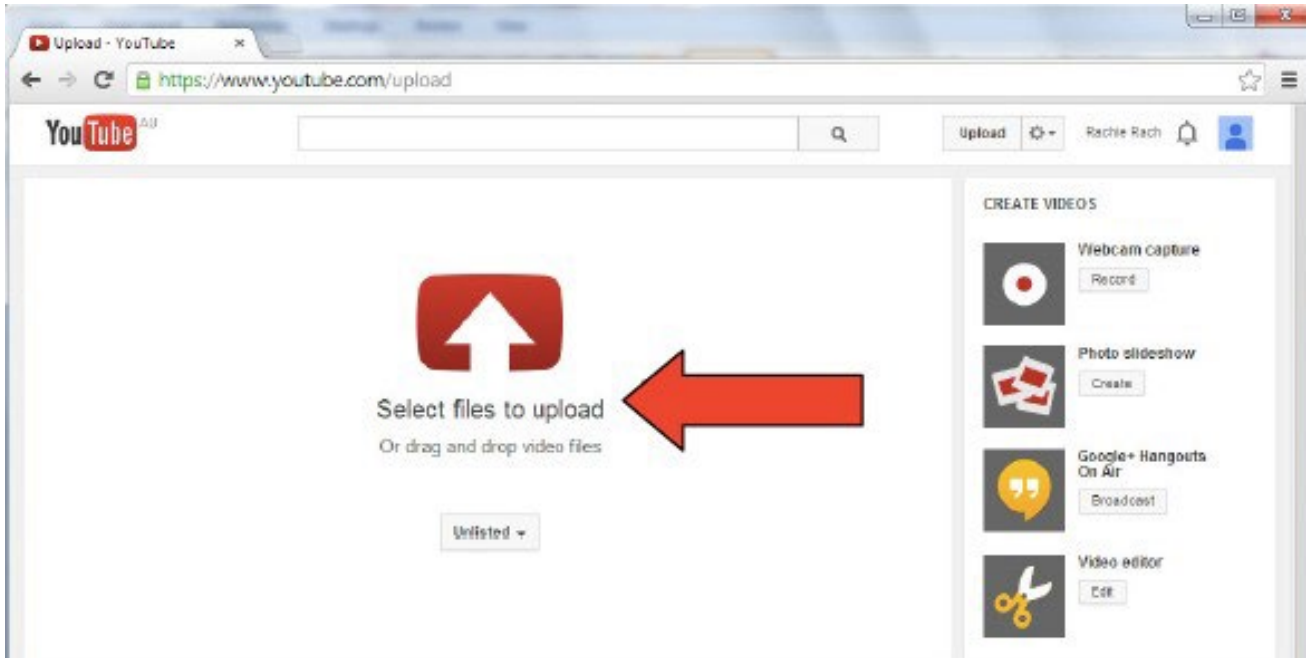 Upload - YouTube
https://www.youtube.com/upload
YouTube AU
Upload
Rachie Rach
CREATE VIDEOS
Webcam capture
Record
Photo slideshow
Create
Select files to upload
Or drag and drop video files
Google+ Hangouts
On Air
Broadcast
Unlisted
Video editor
Edit